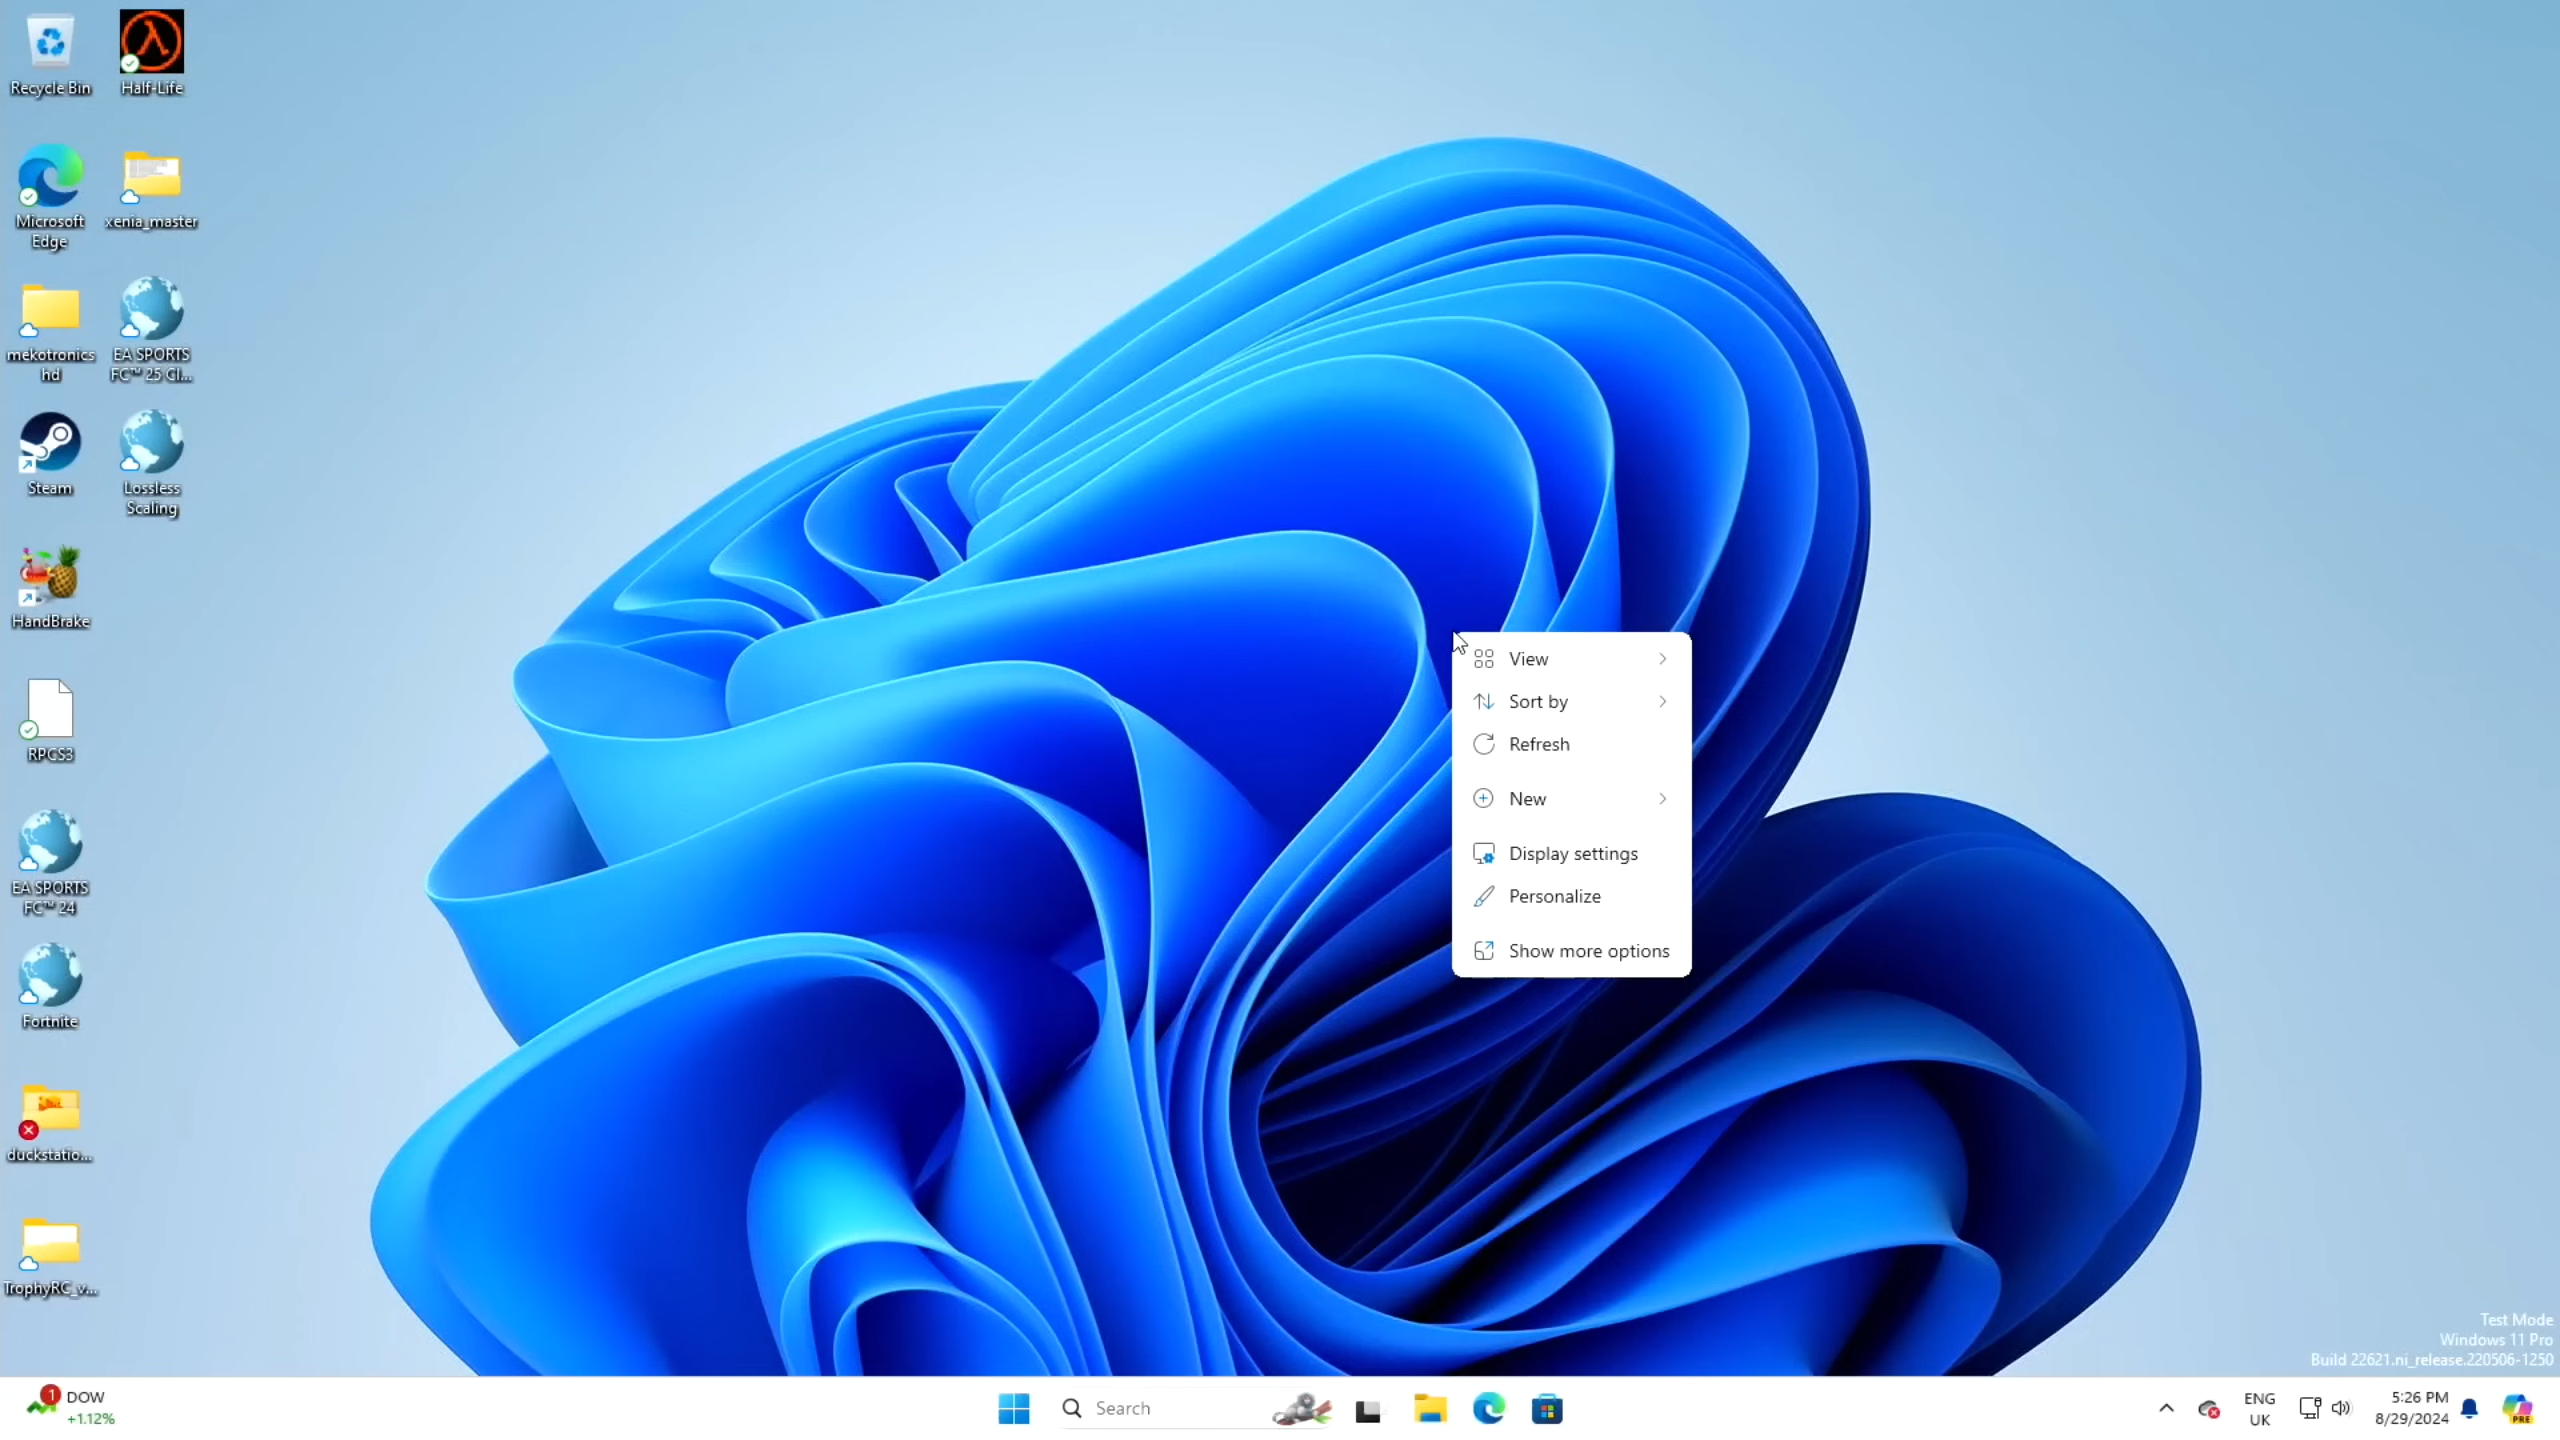 Recycle Bin
Half-Life
Microsoft
Edge
xenia_master
mekotronics
hd
EA SPORTS
FC™ 25 Cl...
Steam
Lossless
Scaling
HandBrake
RPCS3
EA SPORTS
FC™ 24
Fortnite
duckstatio...
TrophyRC_v...
View
Sort by
Refresh
New
Display settings
Personalize
Show more options
Test Mode
Windows 11 Pro
Build 22621.ni_release.220506-1250
1
DOW
+1.12%
Search
ENG
UK
5:26 PM
8/29/2024
PRE